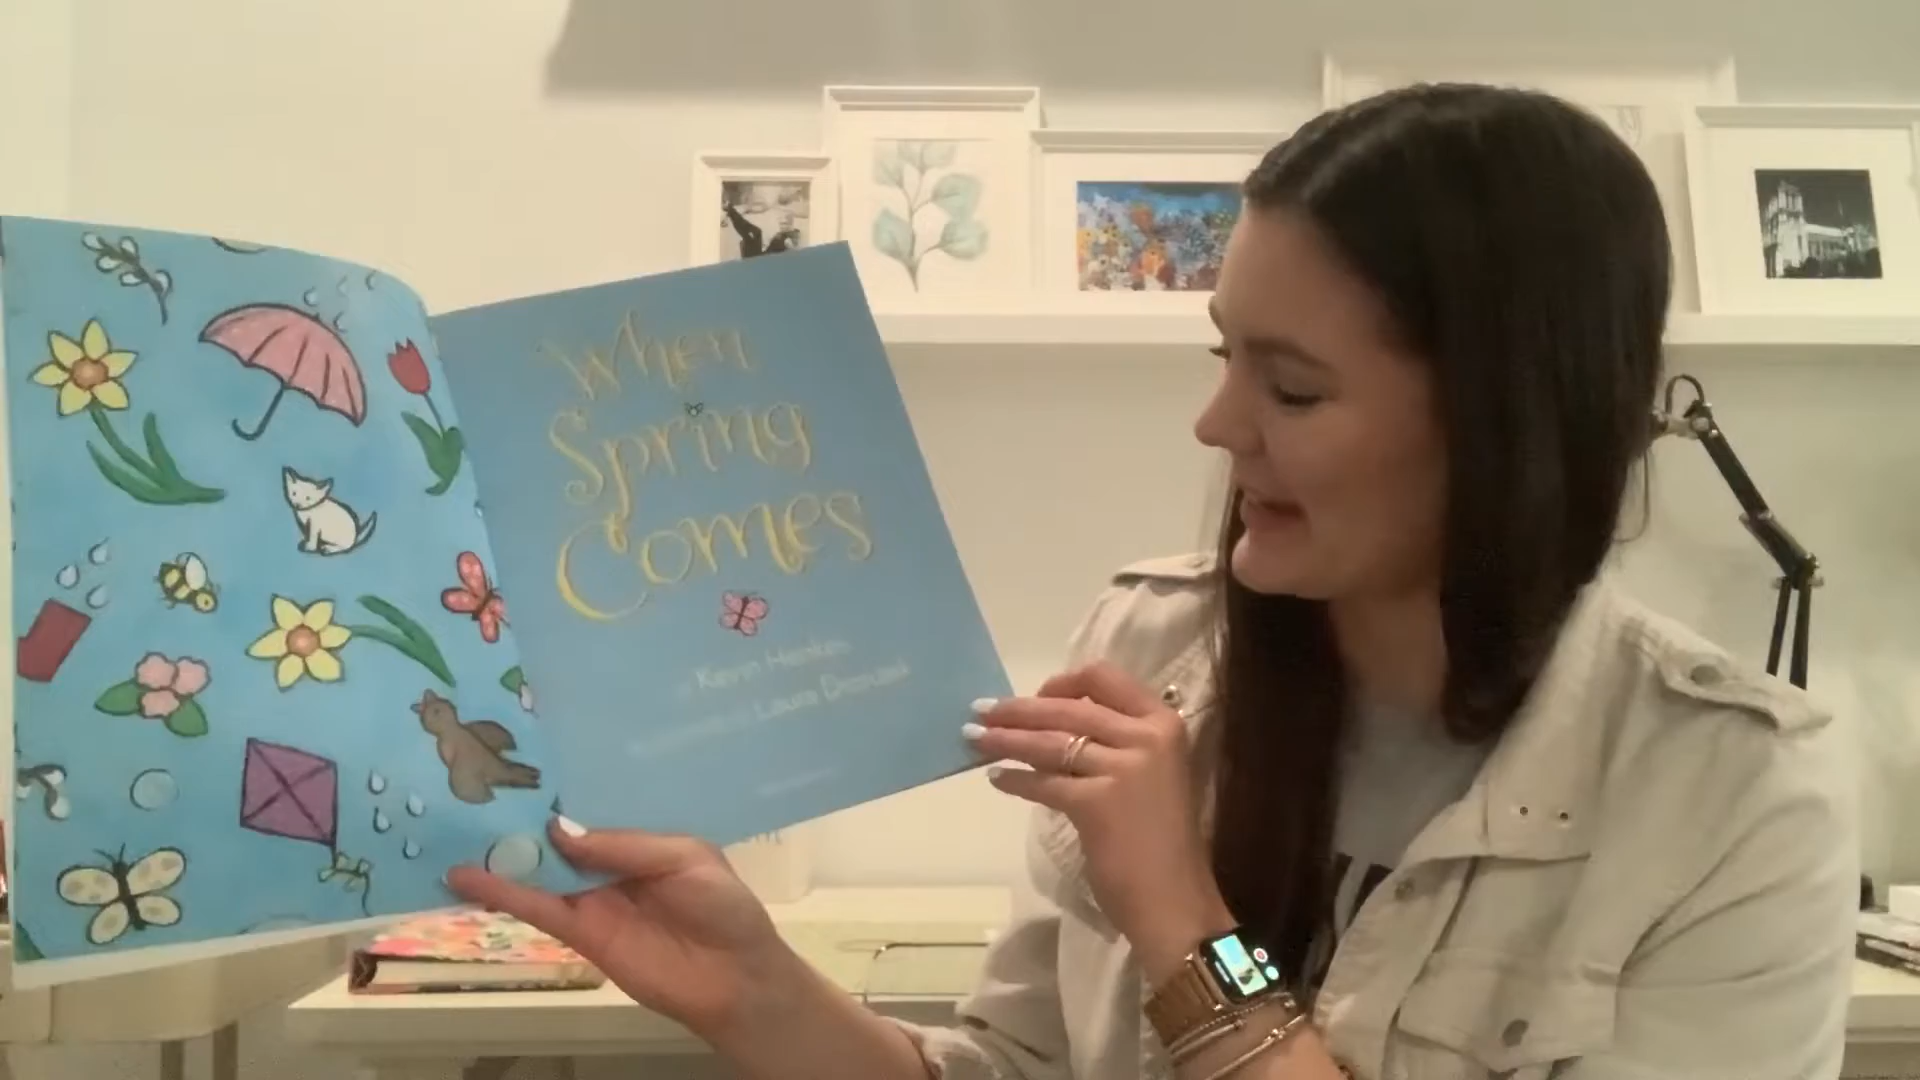 When
Spring
Comes
Kevin Henkes
Laura Dronzek